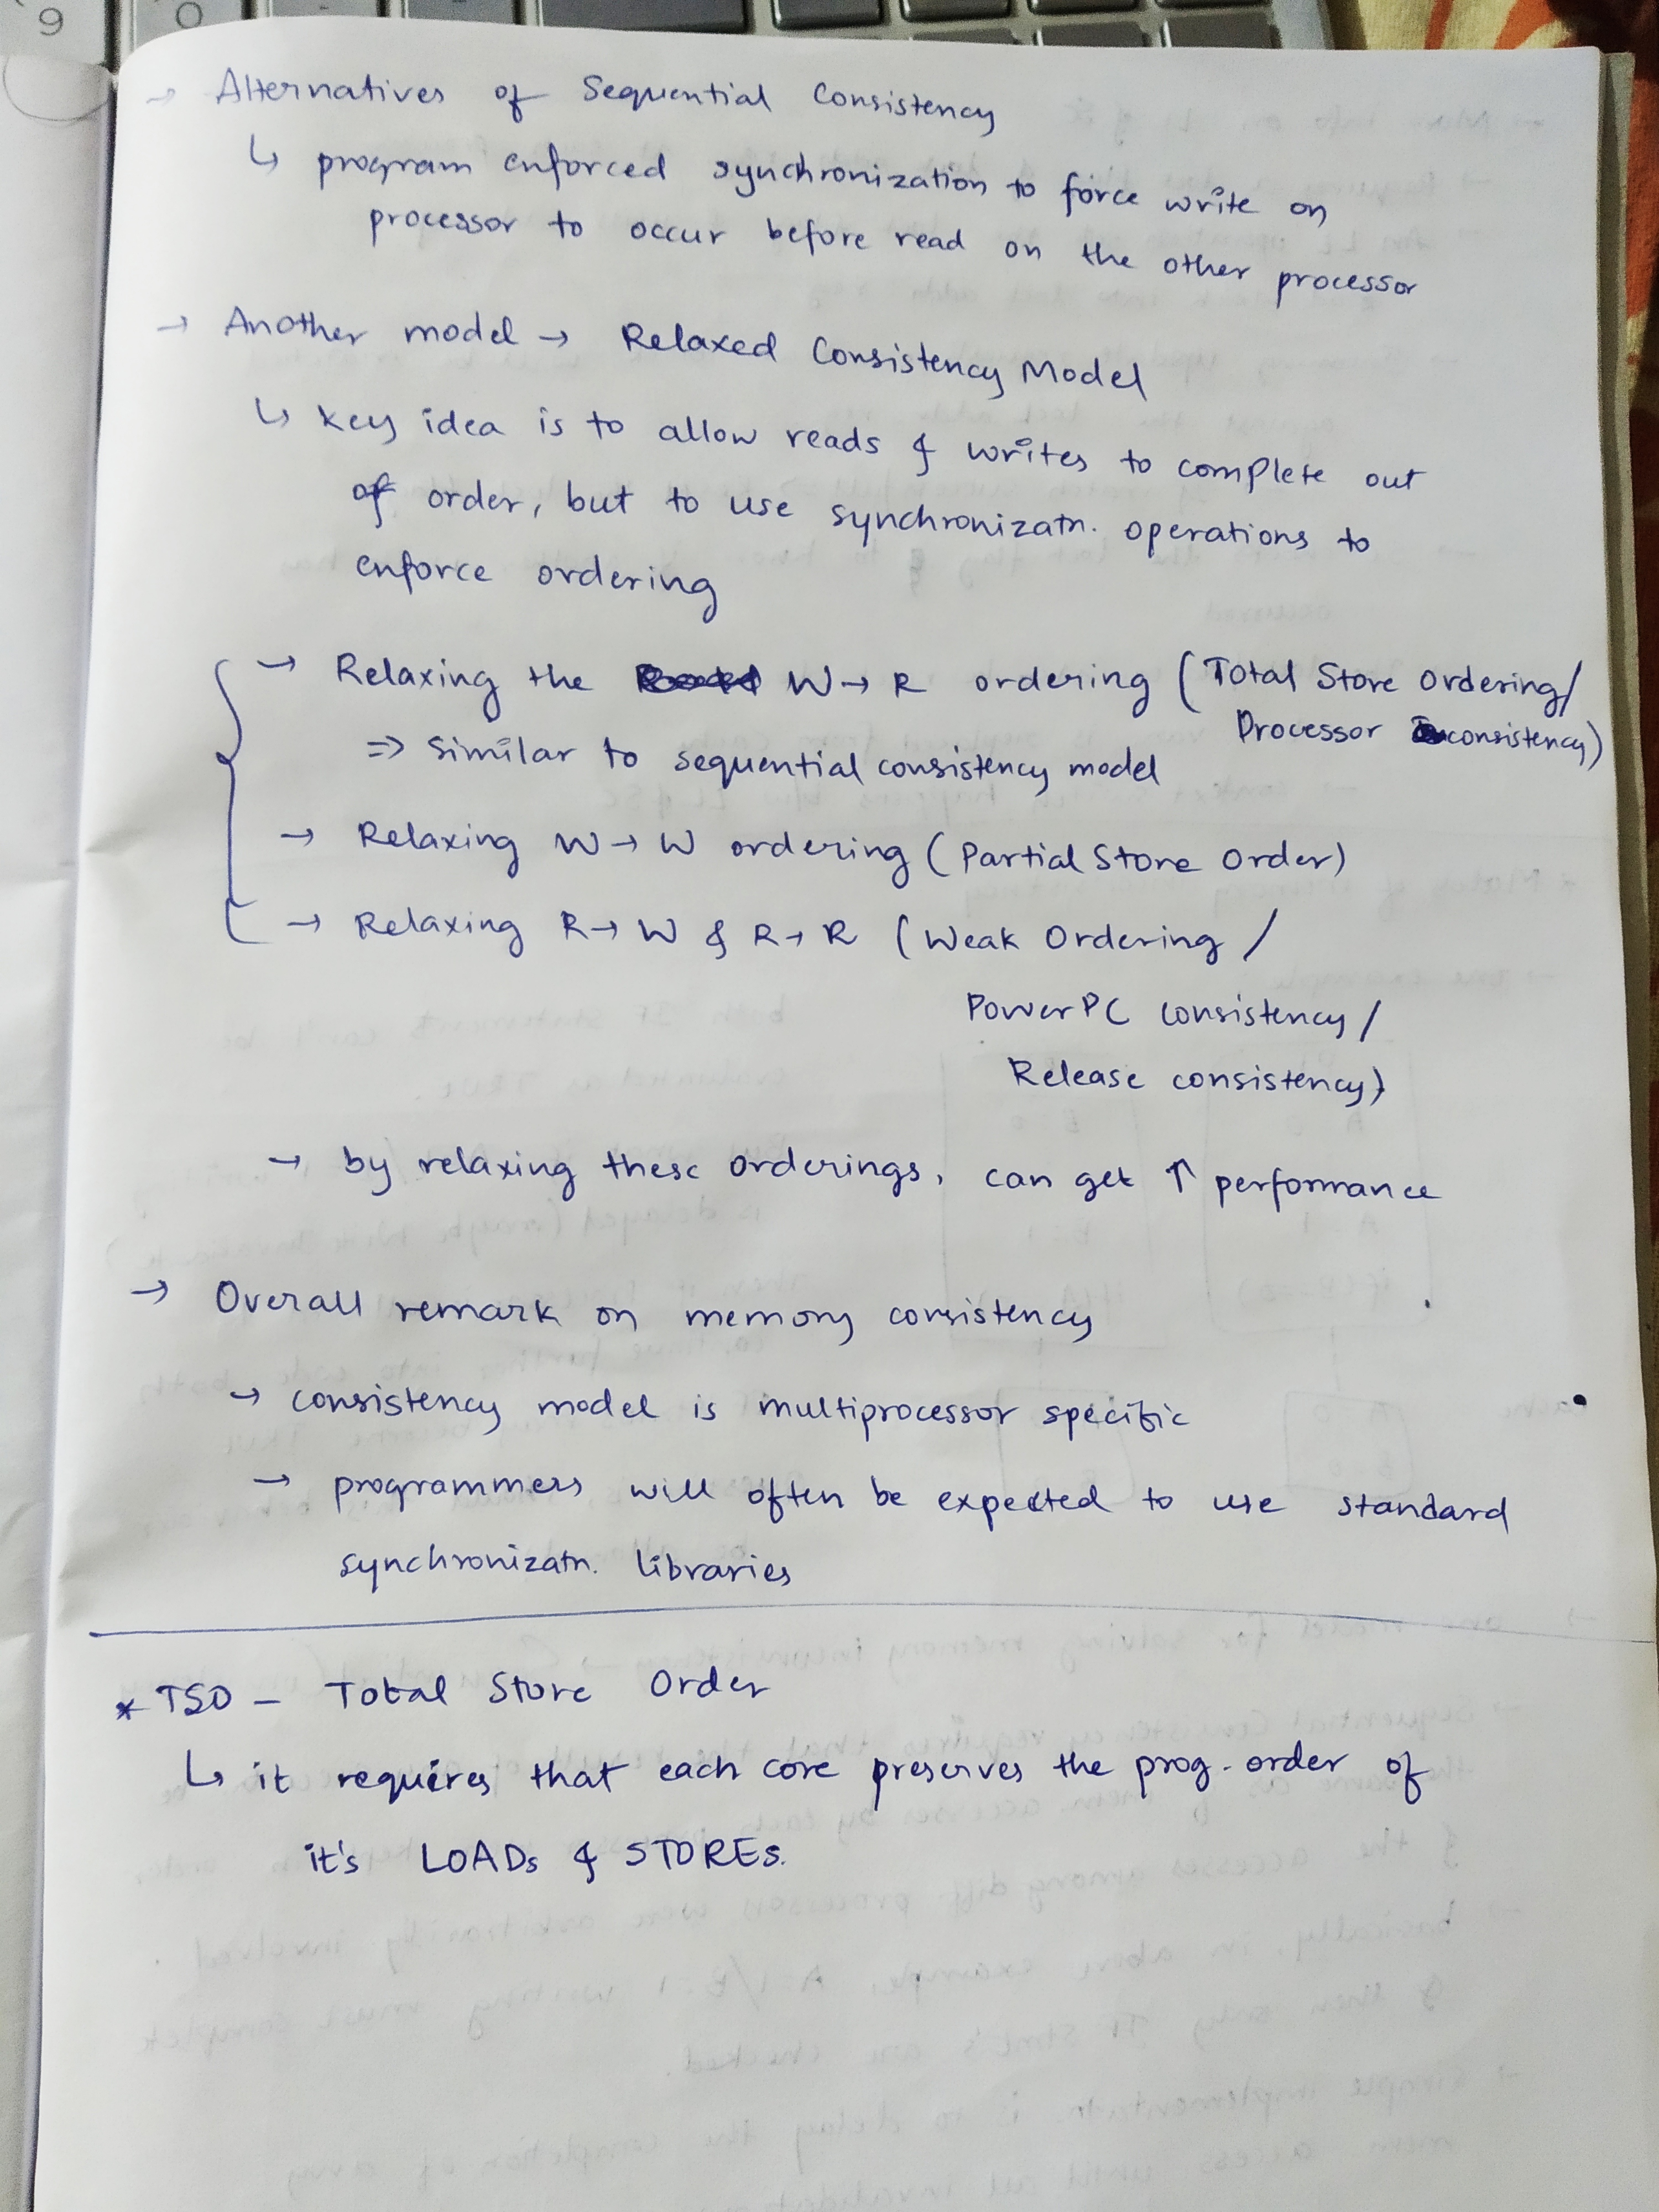 9
→ Alternatives of Sequential Consistency
↳ program enforced synchronization to force write on
processor to occur before read on the other processor
→ Another model → Relaxed Consistency Model
↳ key idea is to allow reads & writes to complete out
of order, but to use synchronizatn. operations to
enforce ordering
→ Relaxing the W→R ordering (Total Store Ordering/
Processor consistency)
⇒ Similar to sequential consistency model
→ Relaxing W→W ordering (Partial Store Order)
→ Relaxing R→W & R→R (Weak Ordering /
PowerPC consistency /
Release consistency)
→ by relaxing these orderings, can get ↑ performance
→ Overall remark on memory consistency
→ consistency model is multiprocessor specific
→ programmers will often be expected to use standard
synchronizatn. libraries
* TSO - Total Store Order
↳ it requires that each core preserves the prog. order of
it's LOADs & STOREs.